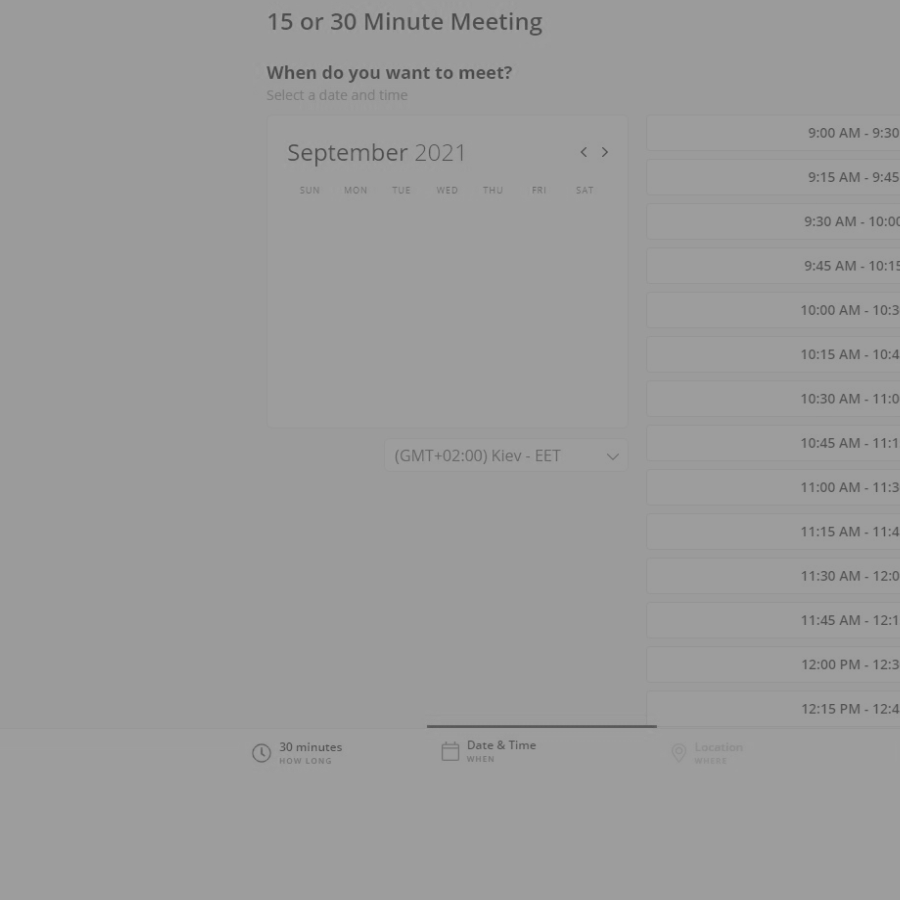 15 or 30 Minute Meeting
When do you want to meet?
Select a date and time
September 2021
SUN MON TUE WED THU FRI SAT
(GMT+02:00) Kiev - EET
9:00 AM - 9:30
9:15 AM - 9:45
9:30 AM - 10:00
9:45 AM - 10:15
10:00 AM - 10:3
10:15 AM - 10:4
10:30 AM - 11:0
10:45 AM - 11:1
11:00 AM - 11:3
11:15 AM - 11:4
11:30 AM - 12:0
11:45 AM - 12:1
12:00 PM - 12:3
12:15 PM - 12:4
30 minutes
HOW LONG
Date & Time
WHEN
Location
WHERE